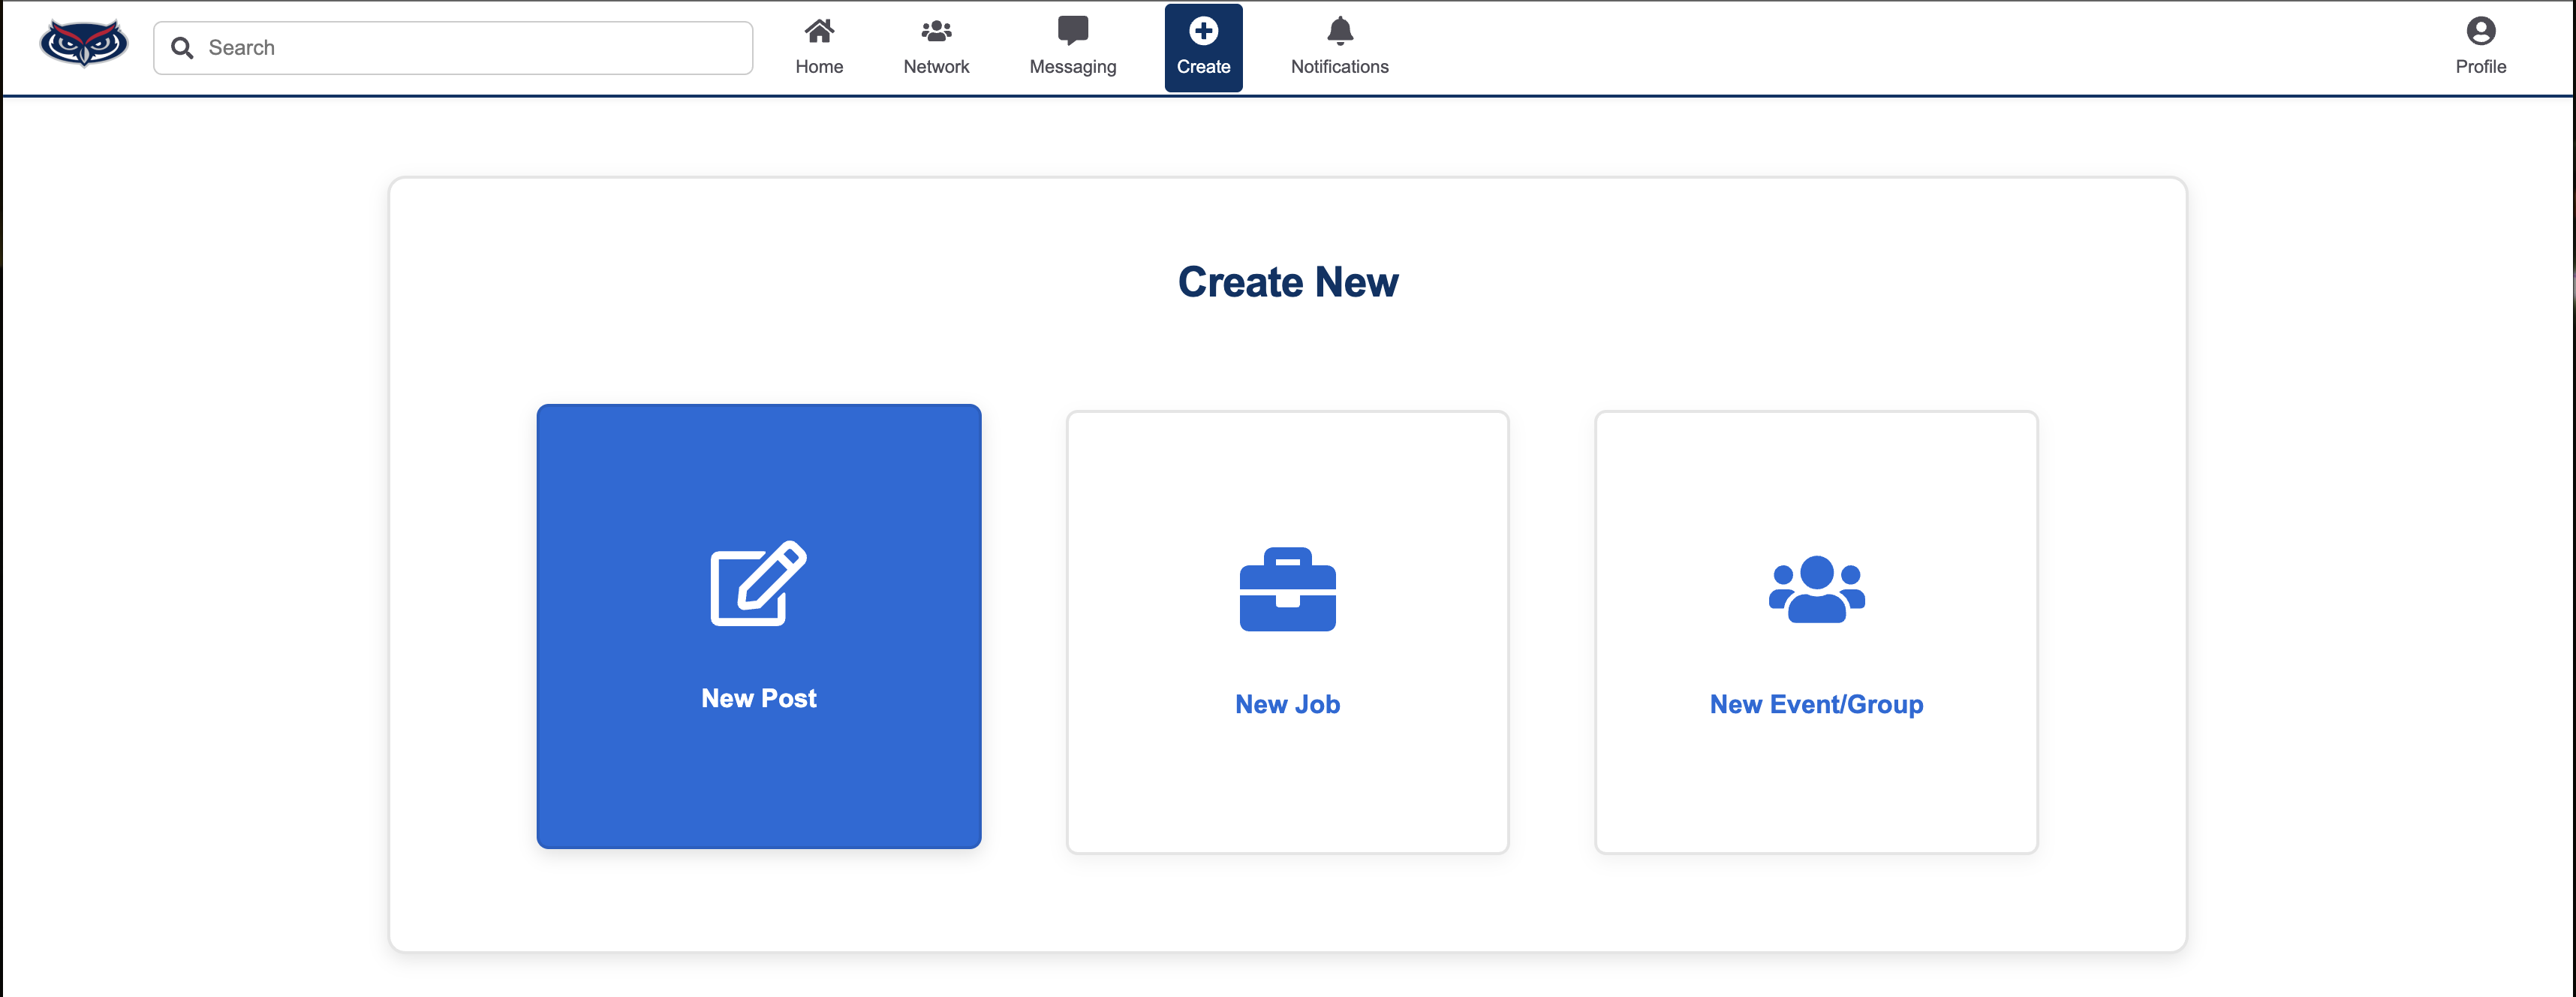 Search
Home
Network
Messaging
Create
Notifications
Profile
Create New
New Post
New Job
New Event/Group